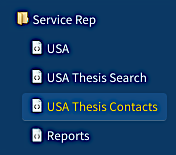 Service Rep
USA
USA Thesis Search
USA Thesis Contacts
Reports